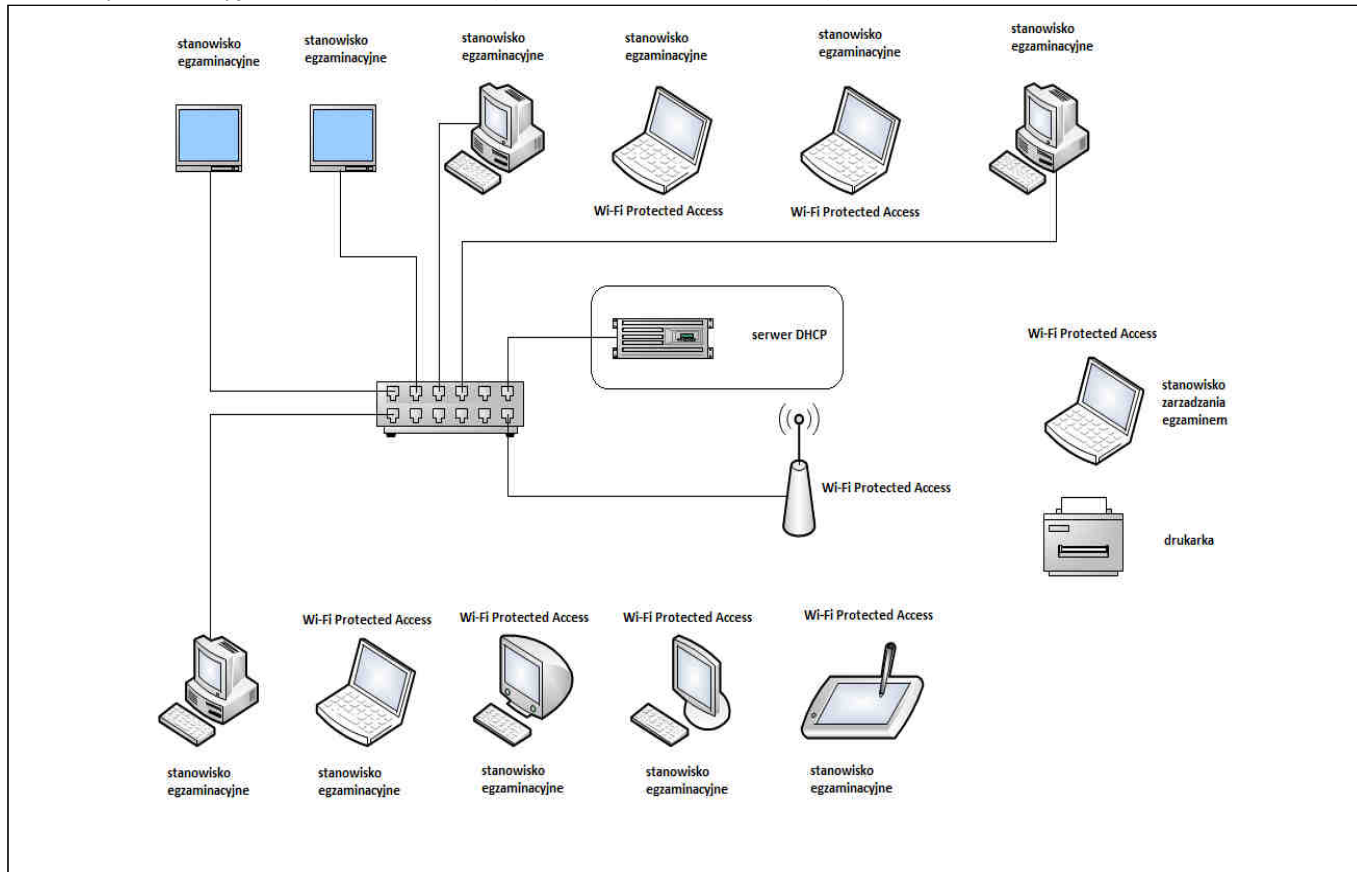 stanowisko
egzaminacyjne
stanowisko
egzaminacyjne
stanowisko
egzaminacyjne
stanowisko
egzaminacyjne
stanowisko
egzaminacyjne
stanowisko
egzaminacyjne
Wi-Fi Protected Access
Wi-Fi Protected Access
serwer DHCP
Wi-Fi Protected Access
stanowisko
zarzadzania
egzaminem
Wi-Fi Protected Access
drukarka
Wi-Fi Protected Access
Wi-Fi Protected Access
Wi-Fi Protected Access
Wi-Fi Protected Access
stanowisko
egzaminacyjne
stanowisko
egzaminacyjne
stanowisko
egzaminacyjne
stanowisko
egzaminacyjne
stanowisko
egzaminacyjne